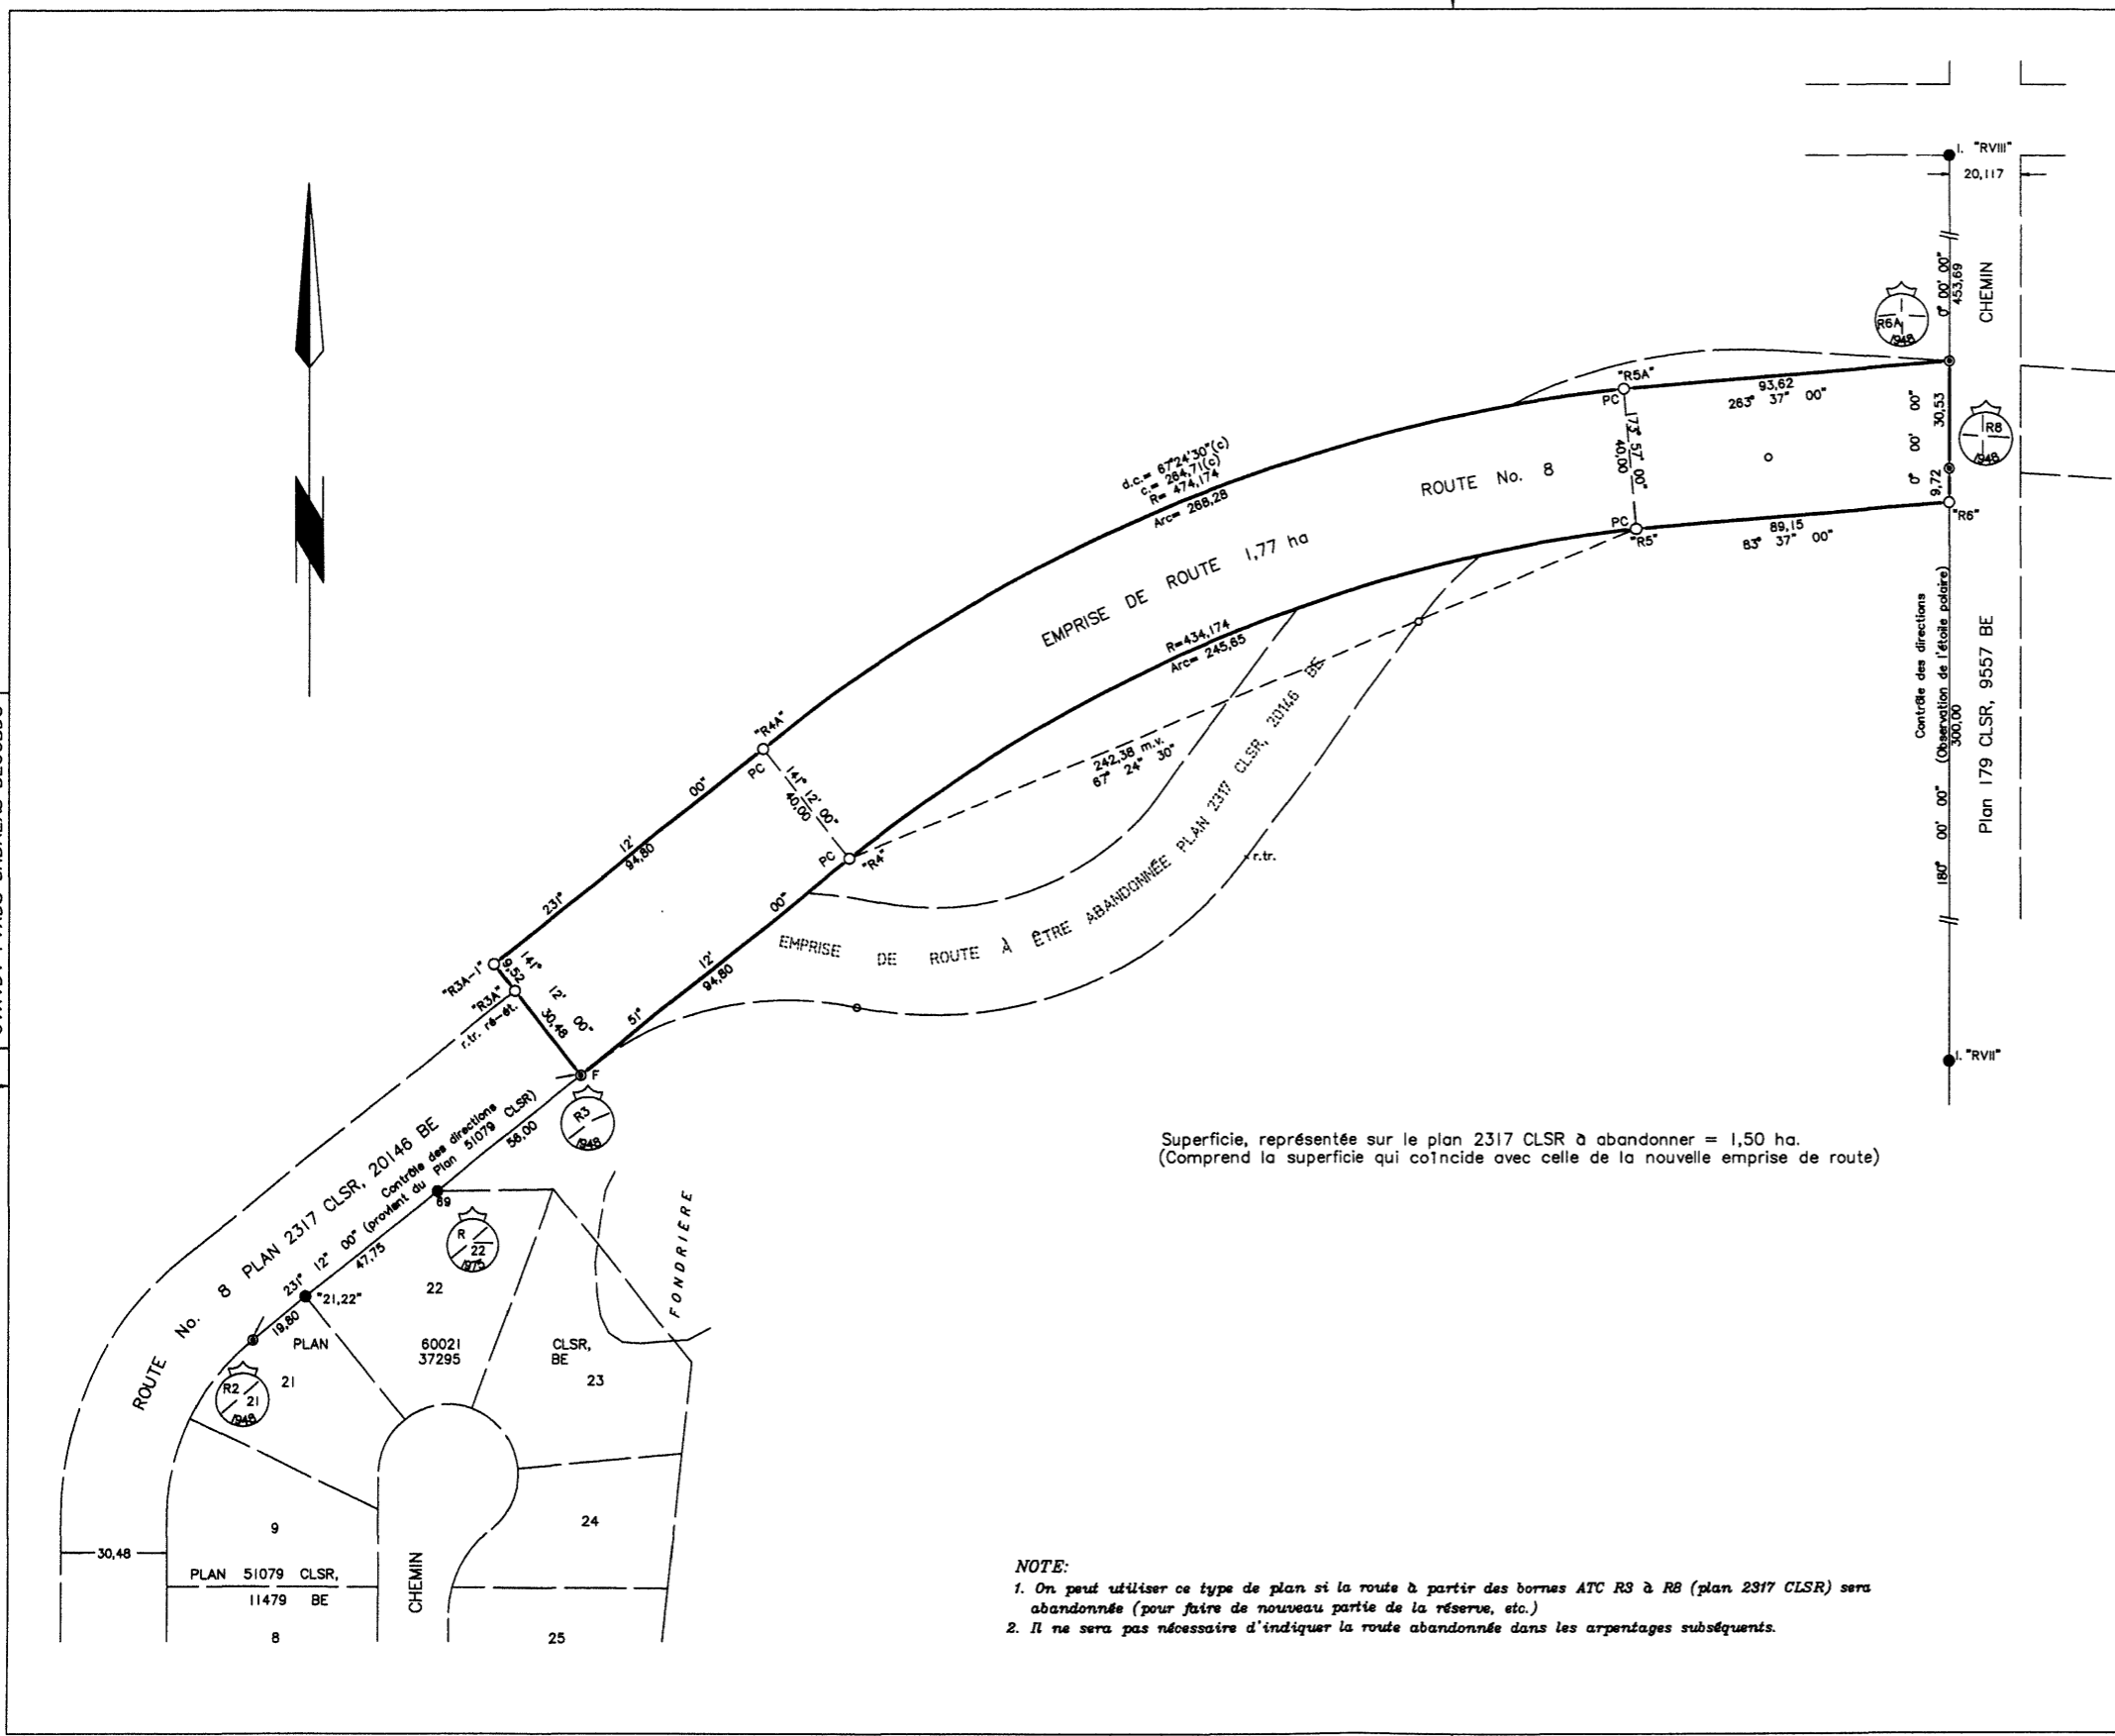 I. "RVIII"
20,117
0° 00' 00"
453,69
CHEMIN
R6A
1948
"R5A"
PC
93,62
263° 37' 00"
173° 57' 00"
40,00
0° 00' 00"
30,53
R8
1948
9,72
"R6"
PC
"R5"
89,15
83° 37' 00"
d.c.= 67°24'30"(c)
c.= 264,71(c)
R= 474,174
Arc= 268,28
ROUTE No. 8
EMPRISE DE ROUTE 1,77 ha
R=434,174
Arc= 245,65
242,38 m.v.
67° 24" 30"
Contrôle des directions
(Observation de l'étoile polaire)
180° 00' 00"
300,00
Plan 179 CLSR, 9557 BE
I. "RVII"
"R4A"
PC
141° 12' 00"
40,00
PC
"R4"
231° 12' 00"
94,80
51° 12' 00"
94,80
EMPRISE DE ROUTE À ÊTRE ABANDONNÉE PLAN 2317 CLSR, 20146 BE
r.tr.
"R3A-1"
9,52
"R3A"
r.tr. ré-ét.
141° 12' 00"
30,48
F
R3
1948
ROUTE No. 8 PLAN 2317 CLSR, 20146 BE
Contrôle des directions
231° 12" 00" (provient du Plan 51079 CLSR)
58,00
69
47,75
R
22
1975
"21,22"
19,80
R2
21
1948
22
PLAN 60021 CLSR,
37295 BE
21
23
FONDRIERE
Superficie, représentée sur le plan 2317 CLSR à abandonner = 1,50 ha.
(Comprend la superficie qui coïncide avec celle de la nouvelle emprise de route)
9
24
30,48
PLAN 51079 CLSR,
11479 BE
CHEMIN
8
25
NOTE:
1. On peut utiliser ce type de plan si la route à partir des bornes ATC R3 à R8 (plan 2317 CLSR) sera
abandonnée (pour faire de nouveau partie de la réserve, etc.)
2. Il ne sera pas nécessaire d'indiquer la route abandonnée dans les arpentages subséquents.